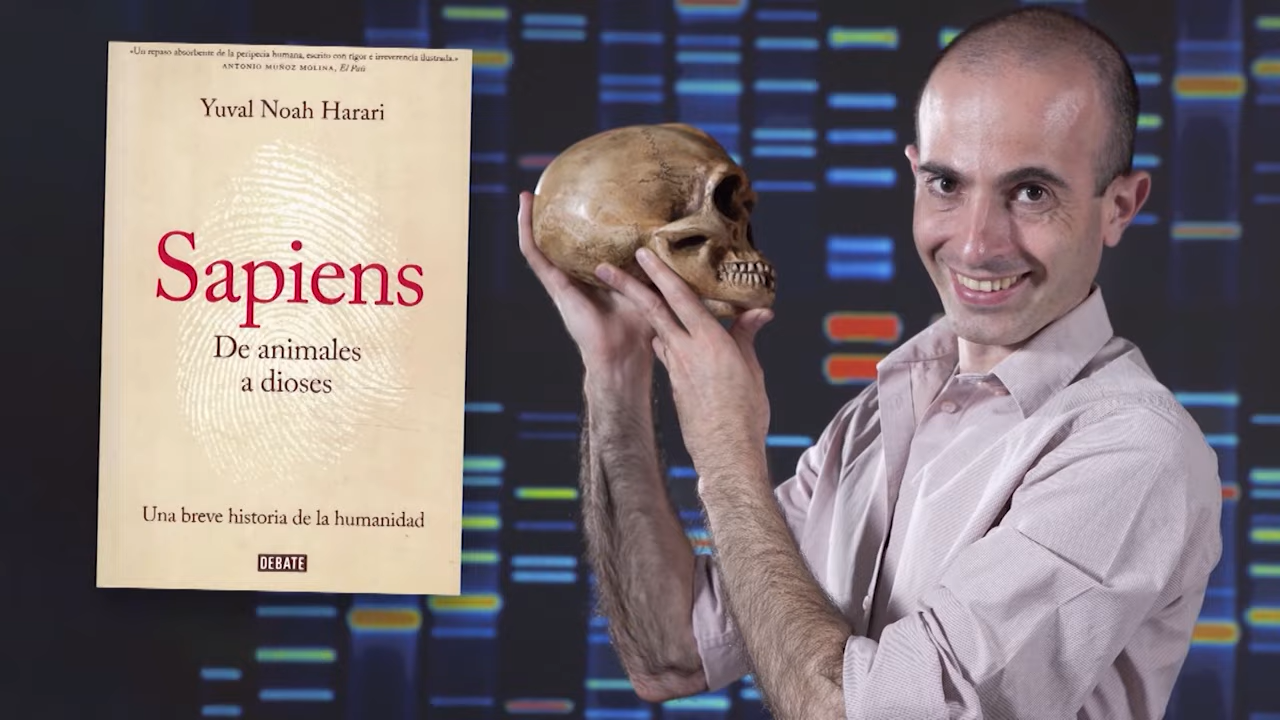 «Un repaso absorbente de la peripecia humana, escrito con rigor e irreverencia ilustrada.»
ANTONIO MUÑOZ MOLINA, El País
Yuval Noah Harari
Sapiens
De animales
a dioses
Una breve historia de la humanidad
DEBATE